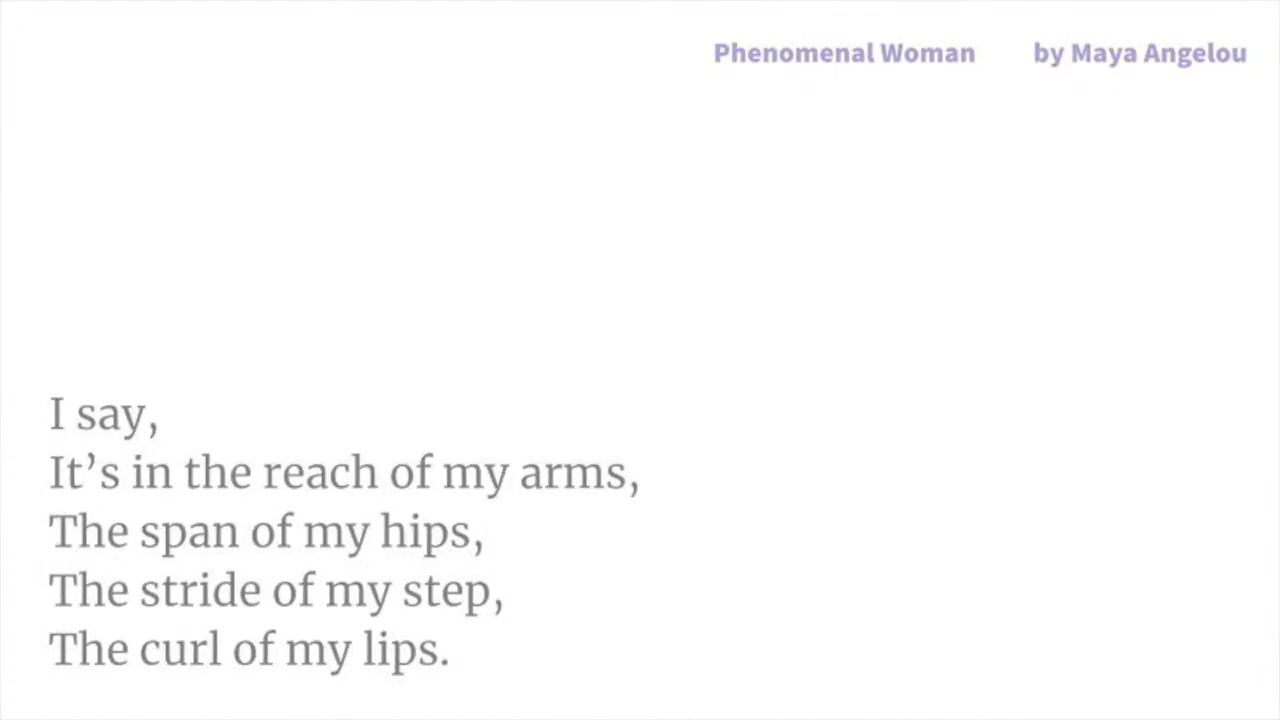 Phenomenal Woman by Maya Angelou
I say,
It’s in the reach of my arms,
The span of my hips,
The stride of my step,
The curl of my lips.